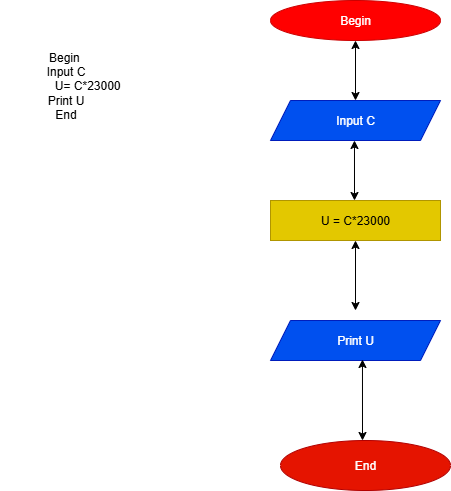 Begin
Input C
U= C*23000
Print U
End
Begin
Input C
U = C*23000
Print U
End